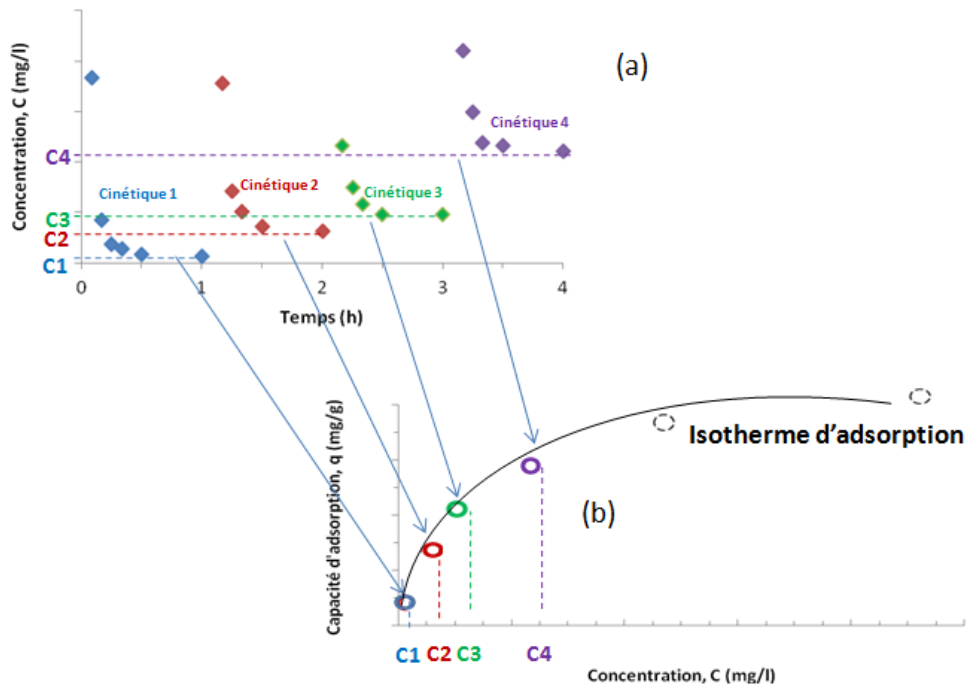 Concentration, C (mg/l)
(a)
Cinétique 4
C4
Cinétique 1
Cinétique 2
Cinétique 3
C3
C2
C1
0
1
2
3
4
Temps (h)
Capacité d'adsorption, q (mg/g)
Isotherme d'adsorption
(b)
C1
C2
C3
C4
Concentration, C (mg/l)